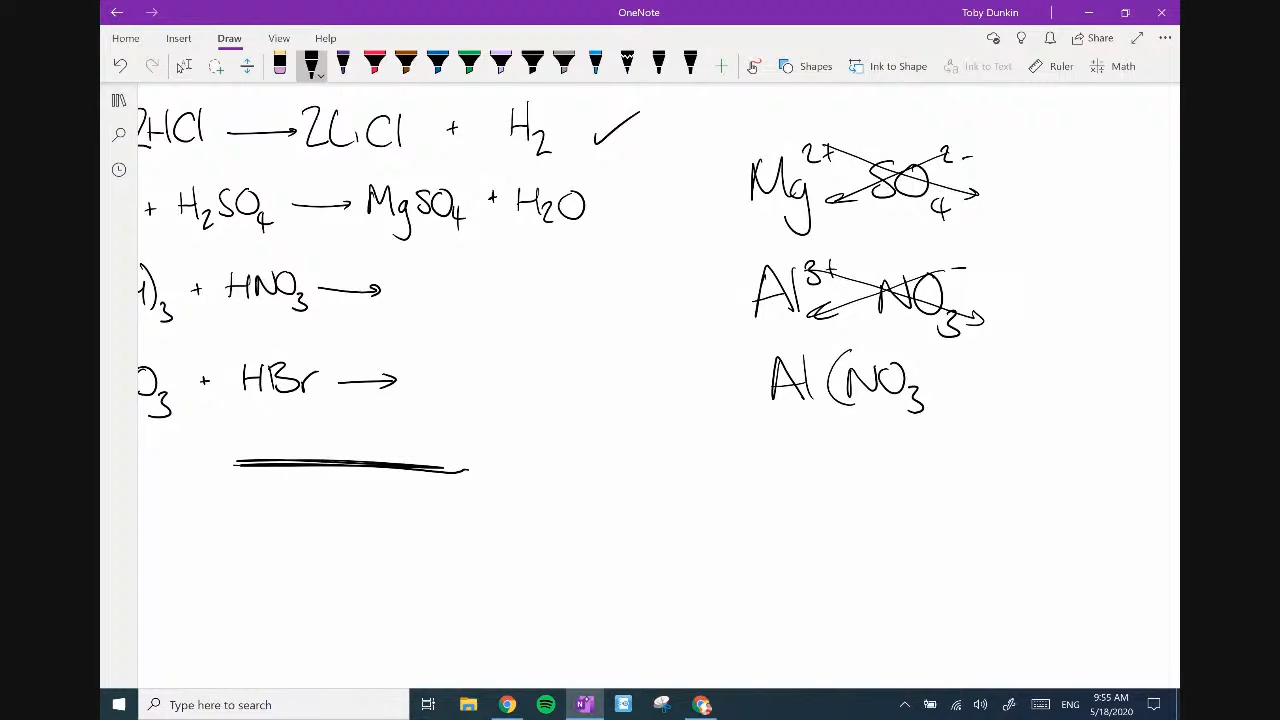 OneNote
Toby Dunkin
Home Insert Draw View Help
Share
Shapes Ink to Shape Ink to Text Ruler Math
2HCl ⟶ 2LiCl + H₂ ✓
+ H₂SO₄ ⟶ MgSO₄ + H₂O
)₃ + HNO₃ ⟶
O₃ + HBr ⟶
Mg²⁺ SO₄²⁻
Al³⁺ NO₃⁻
Al(NO₃
Type here to search
ENG
9:55 AM
5/18/2020